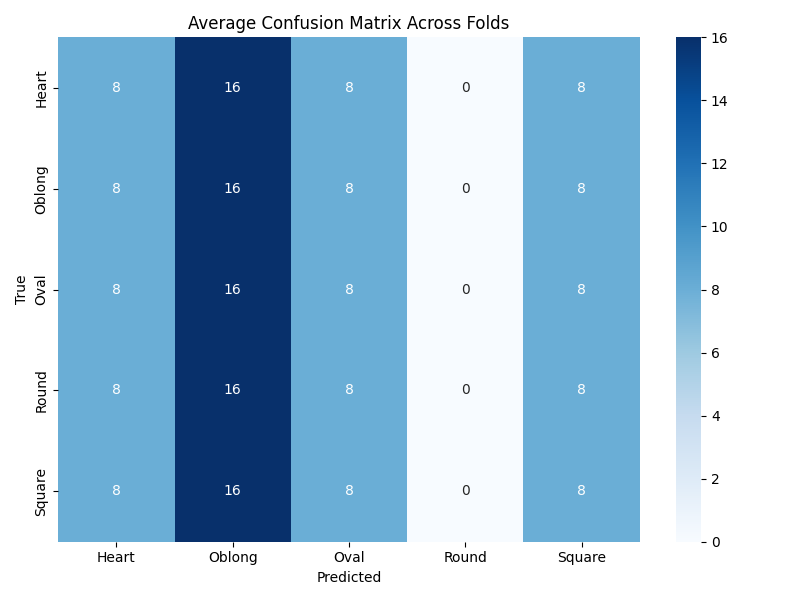 Average Confusion Matrix Across Folds
True
Heart 8 16 8 0 8
Oblong 8 16 8 0 8
Oval 8 16 8 0 8
Round 8 16 8 0 8
Square 8 16 8 0 8
Heart Oblong Oval Round Square
Predicted
16
14
12
10
8
6
4
2
0